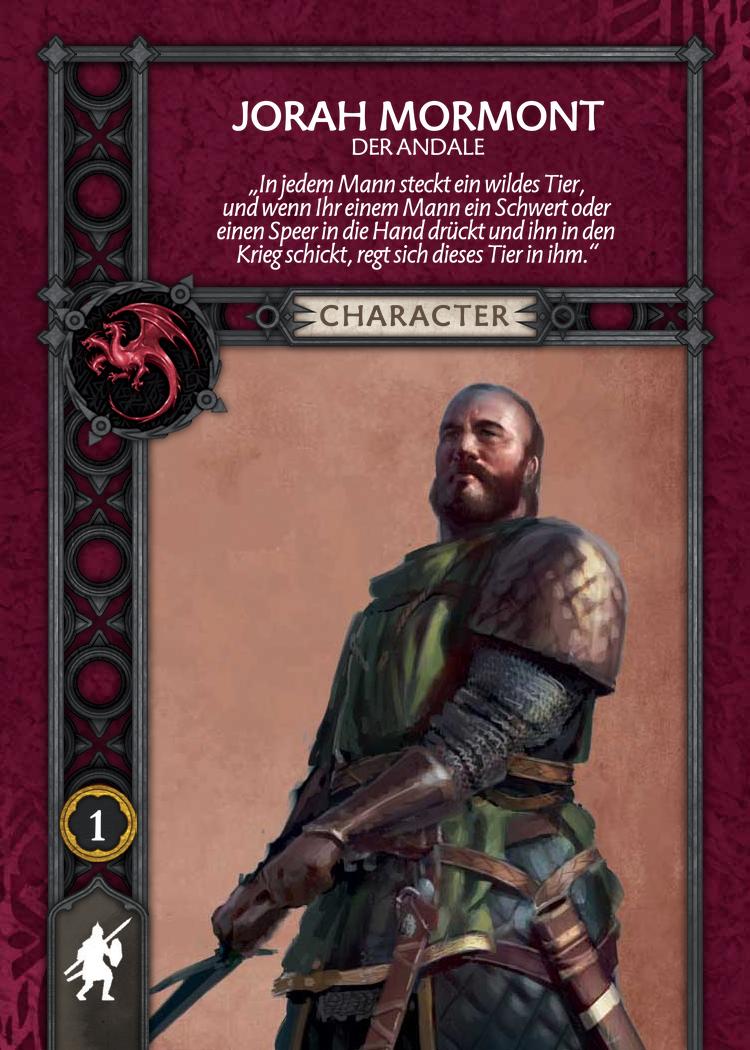 JORAH MORMONT
DER ANDALE
„In jedem Mann steckt ein wildes Tier,
und wenn Ihr einem Mann ein Schwert oder
einen Speer in die Hand drückt und ihn in den
Krieg schickt, regt sich dieses Tier in ihm.“
CHARACTER
1